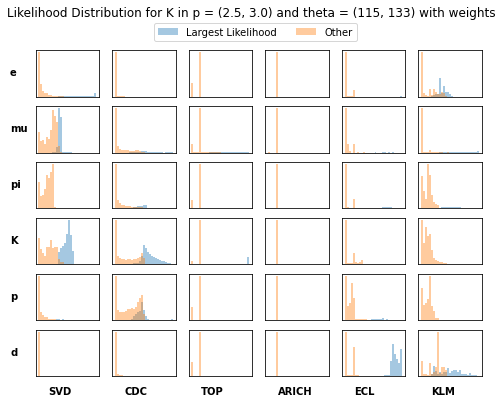 Likelihood Distribution for K in p = (2.5, 3.0) and theta = (115, 133) with weights
Largest Likelihood Other
e
mu
pi
K
p
d
SVD CDC TOP ARICH ECL KLM